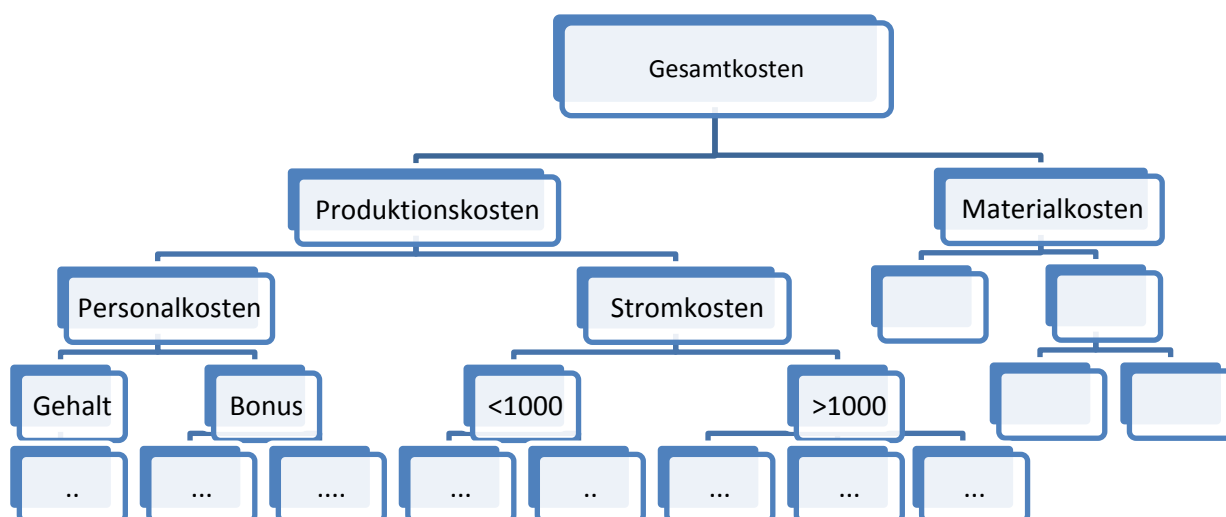 Gesamtkosten
Produktionskosten
Materialkosten
Personalkosten
Stromkosten
Gehalt
Bonus
<1000
>1000
..
...
....
...
..
...
...
...